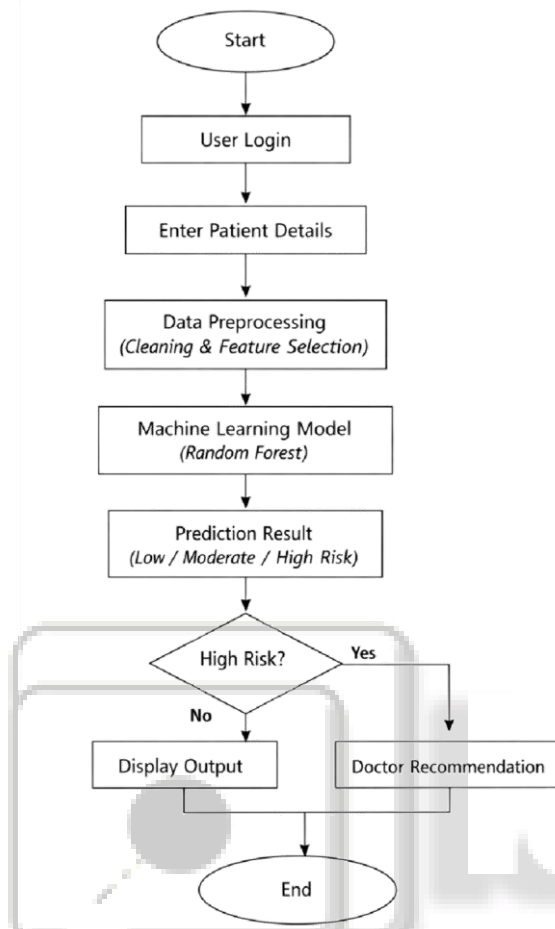 Start
User Login
Enter Patient Details
Data Preprocessing
(Cleaning & Feature Selection)
Machine Learning Model
(Random Forest)
Prediction Result
(Low / Moderate / High Risk)
High Risk?
Yes
No
Display Output
Doctor Recommendation
End